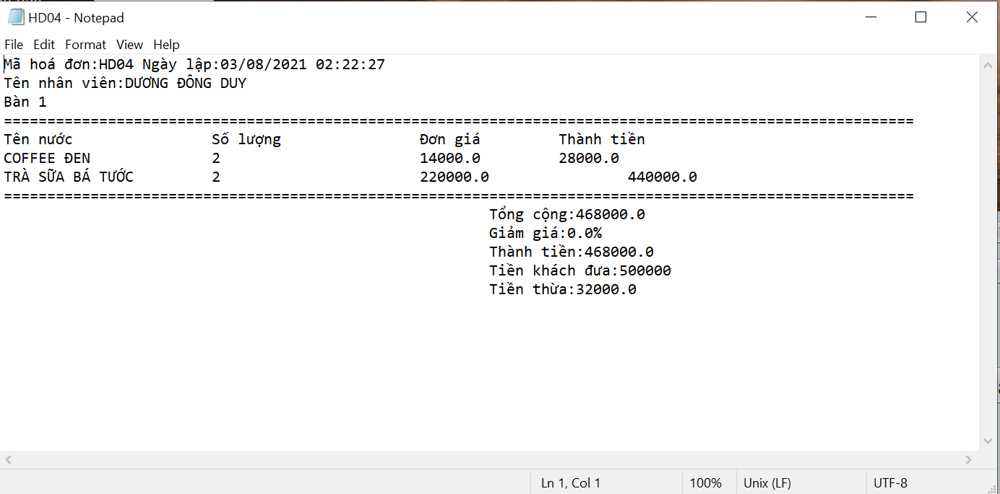 HD04 - Notepad
File Edit Format View Help
Mã hoá đơn:HD04 Ngày lập:03/08/2021 02:22:27
Tên nhân viên:DƯƠNG ĐÔNG DUY
Bàn 1
=========================================================================================================
Tên nước Số lượng Đơn giá Thành tiền
COFFEE ĐEN 2 14000.0 28000.0
TRÀ SỮA BÁ TƯỚC 2 220000.0 440000.0
=========================================================================================================
Tổng cộng:468000.0
Giảm giá:0.0%
Thành tiền:468000.0
Tiền khách đưa:500000
Tiền thừa:32000.0
Ln 1, Col 1 100% Unix (LF) UTF-8